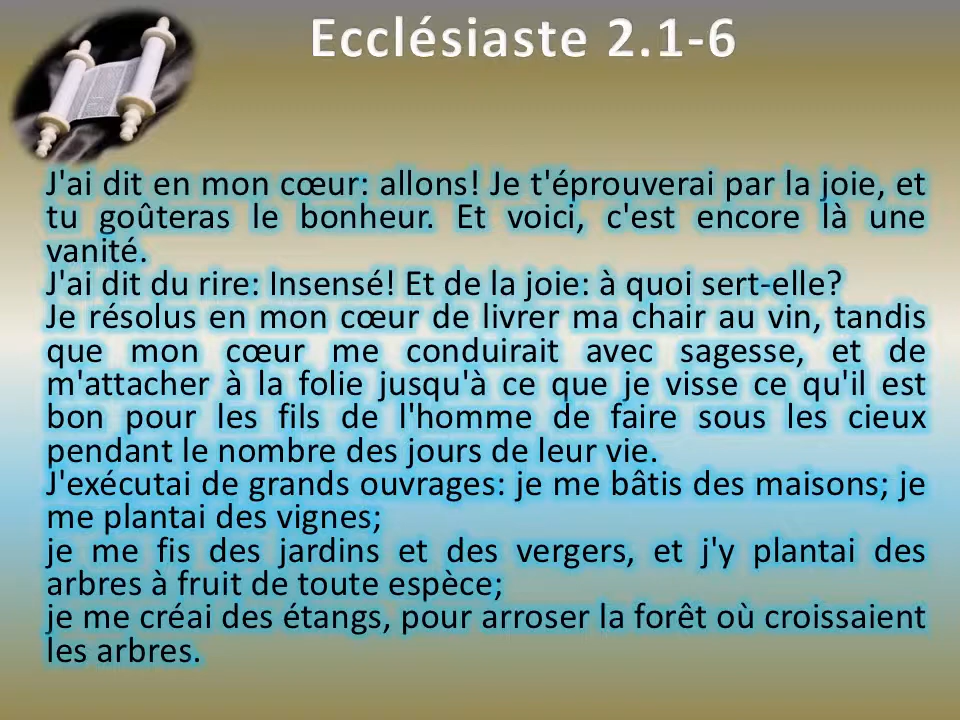 Ecclésiaste 2.1-6
J'ai dit en mon cœur: allons! Je t'éprouverai par la joie, et
tu goûteras le bonheur. Et voici, c'est encore là une
vanité.
J'ai dit du rire: Insensé! Et de la joie: à quoi sert-elle?
Je résolus en mon cœur de livrer ma chair au vin, tandis
que mon cœur me conduirait avec sagesse, et de
m'attacher à la folie jusqu'à ce que je visse ce qu'il est
bon pour les fils de l'homme de faire sous les cieux
pendant le nombre des jours de leur vie.
J'exécutai de grands ouvrages: je me bâtis des maisons; je
me plantai des vignes;
je me fis des jardins et des vergers, et j'y plantai des
arbres à fruit de toute espèce;
je me créai des étangs, pour arroser la forêt où croissaient
les arbres.